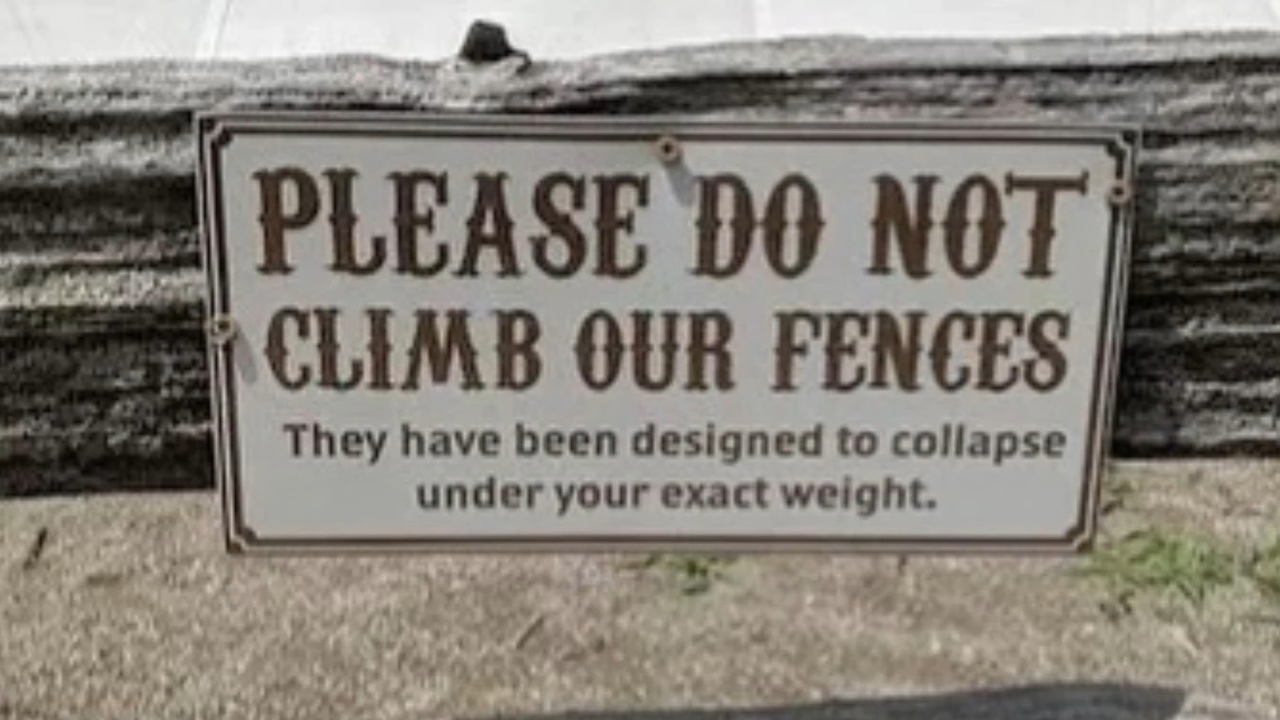 PLEASE DO NOT
CLIMB OUR FENCES
They have been designed to collapse
under your exact weight.